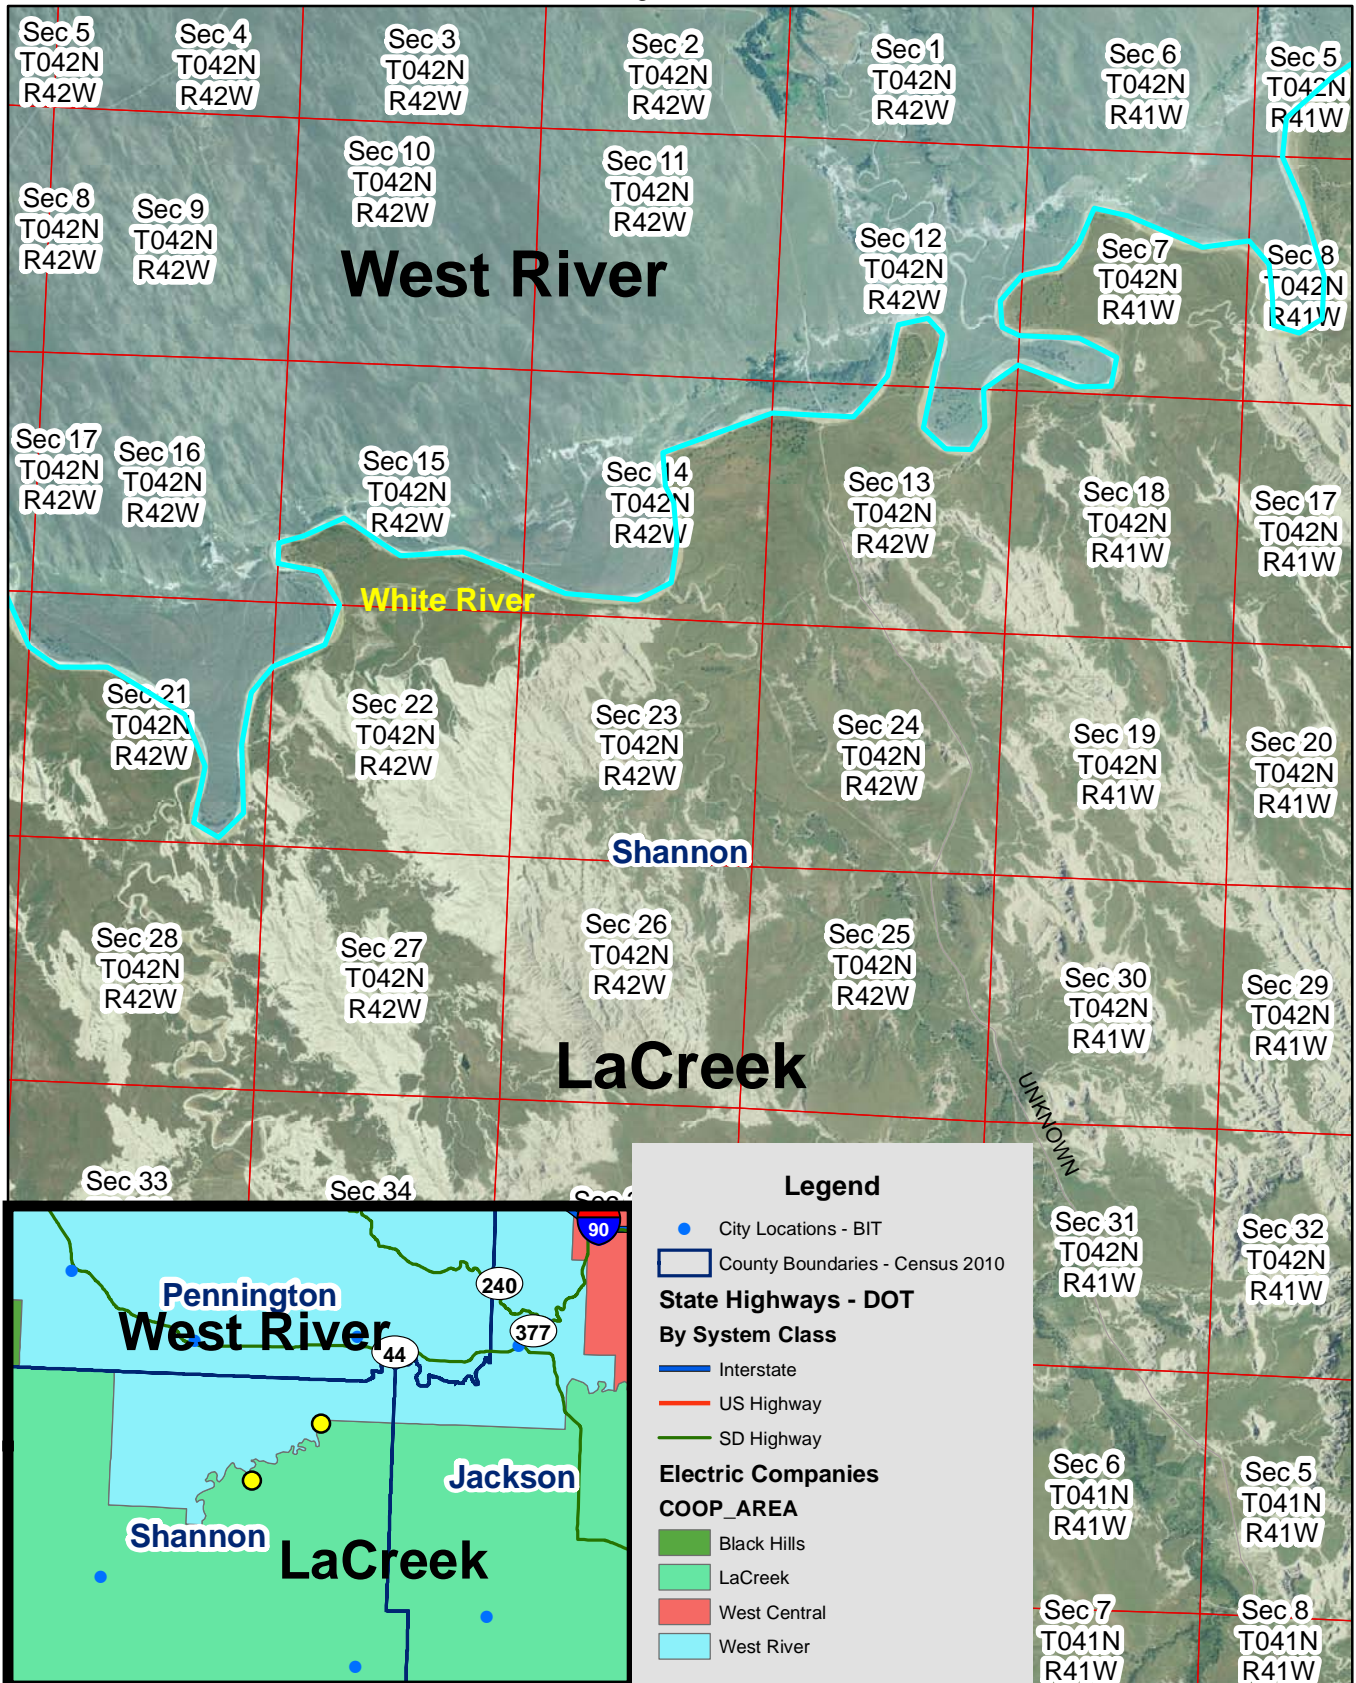 Sec 5
T042N
R42W
Sec 4
T042N
R42W
Sec 3
T042N
R42W
Sec 2
T042N
R42W
Sec 1
T042N
R42W
Sec 6
T042N
R41W
Sec 5
T042N
R41W
Sec 8
T042N
R42W
Sec 9
T042N
R42W
Sec 10
T042N
R42W
Sec 11
T042N
R42W
Sec 12
T042N
R42W
Sec 7
T042N
R41W
Sec 8
T042N
R41W
West River
Sec 17
T042N
R42W
Sec 16
T042N
R42W
Sec 15
T042N
R42W
Sec 14
T042N
R42W
Sec 13
T042N
R42W
Sec 18
T042N
R41W
Sec 17
T042N
R41W
White River
Sec 21
T042N
R42W
Sec 22
T042N
R42W
Sec 23
T042N
R42W
Sec 24
T042N
R42W
Sec 19
T042N
R41W
Sec 20
T042N
R41W
Shannon
Sec 28
T042N
R42W
Sec 27
T042N
R42W
Sec 26
T042N
R42W
Sec 25
T042N
R42W
Sec 30
T042N
R41W
Sec 29
T042N
R41W
LaCreek
UNKNOWN
Sec 33
Sec 34
Sec 31
T042N
R41W
Sec 32
T042N
R41W
Sec 6
T041N
R41W
Sec 5
T041N
R41W
Sec 7
T041N
R41W
Sec 8
T041N
R41W
90
240
377
44
Pennington
West River
Jackson
Shannon
LaCreek
Legend
City Locations - BIT
County Boundaries - Census 2010
State Highways - DOT
By System Class
Interstate
US Highway
SD Highway
Electric Companies
COOP_AREA
Black Hills
LaCreek
West Central
West River